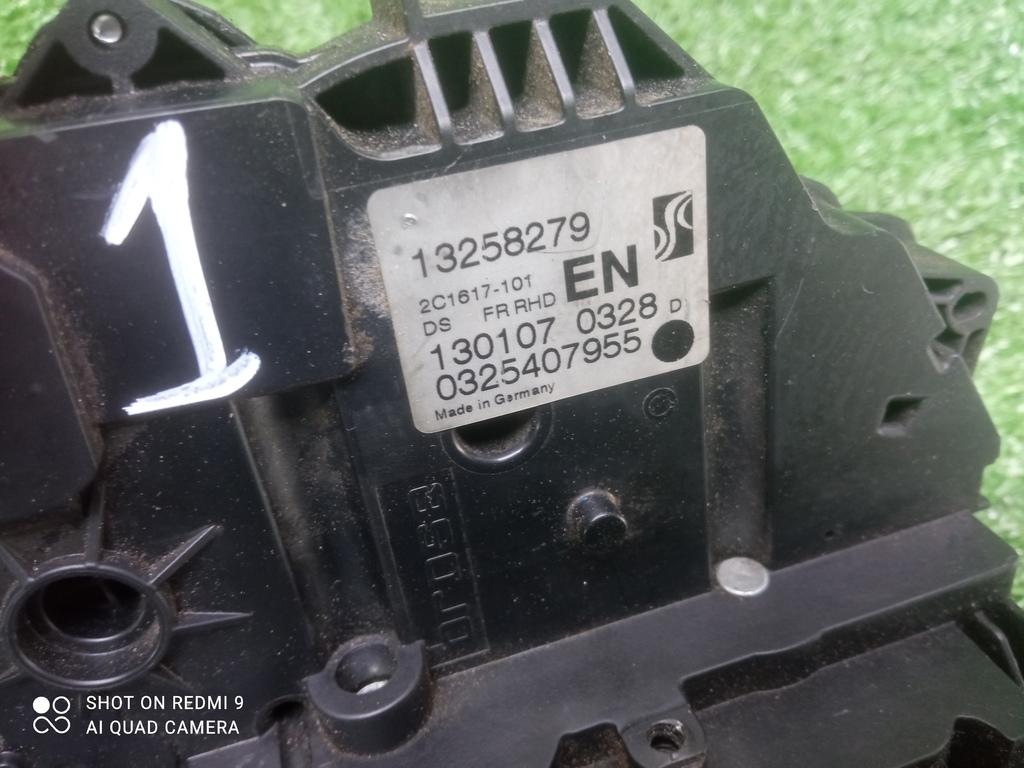 1
13258279
2C1617-101 EN
DS FR RHD
130107 0328 D
0325407955
Made in Germany
brose
SHOT ON REDMI 9
AI QUAD CAMERA